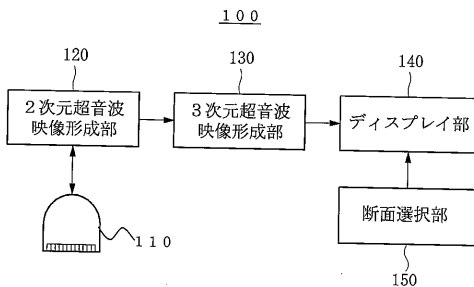 １００
120
130
140
２次元超音波
映像形成部
３次元超音波
映像形成部
ディスプレイ部
断面選択部
１１０
150